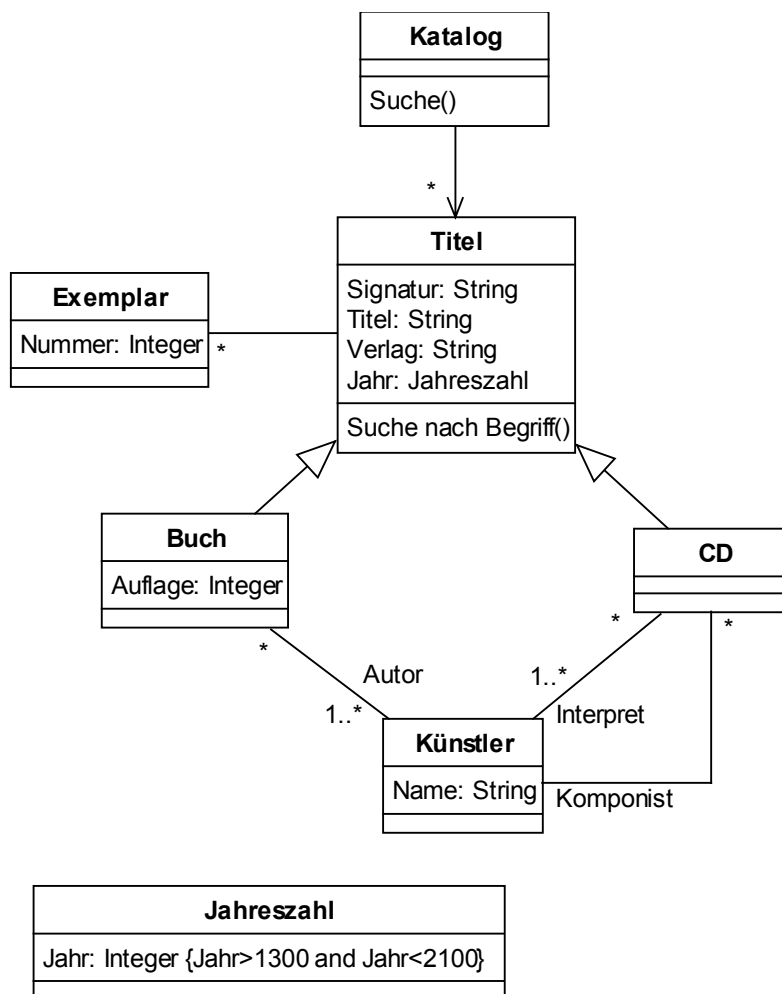 Katalog
Suche()
*
Titel
Signatur: String
Titel: String
Verlag: String
Jahr: Jahreszahl
Suche nach Begriff()
Exemplar
Nummer: Integer
*
Buch
Auflage: Integer
CD
*
*
*
Autor
1..*
1..*
Interpret
Künstler
Name: String
Komponist
Jahreszahl
Jahr: Integer {Jahr>1300 and Jahr<2100}